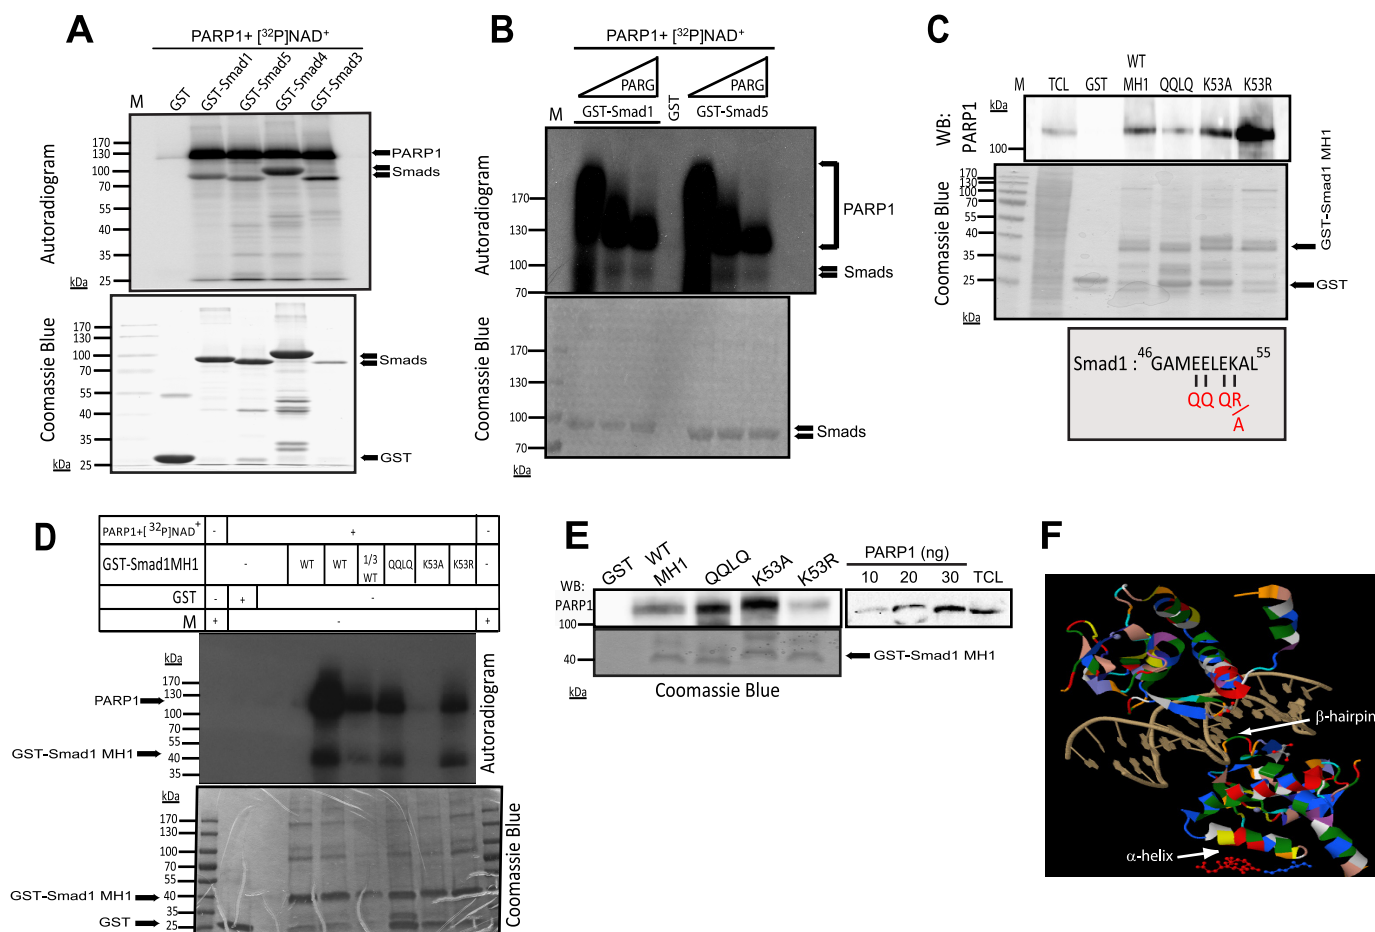 A
PARP1+ [³²P]NAD⁺
M
GST
GST-Smad1
GST-Smad5
GST-Smad4
GST-Smad3
Autoradiogram
170
130
100
70
55
40
35
25
kDa
PARP1
Smads
Coomassie Blue
170
130
100
70
55
40
35
25
kDa
Smads
GST
B
PARP1+ [³²P]NAD⁺
PARG
PARG
M
GST-Smad1
GST
GST-Smad5
Autoradiogram
170
130
100
70
PARP1
Smads
Coomassie Blue
170
130
100
70
kDa
Smads
C
M
TCL
GST
WT
MH1
QQLQ
K53A
K53R
WB:
PARP1
kDa
100
Coomassie Blue
170
130
100
70
55
40
35
25
kDa
GST-Smad1 MH1
GST
Smad1 : ⁴⁶GAMEELEKAL⁵⁵
QQ QR
A
D
PARP1+[³²P]NAD⁺ - + -
GST-Smad1MH1 - WT WT 1/3 WT QQLQ K53A K53R -
GST - + -
M + - +
kDa
170
130
100
70
55
40
35
PARP1
GST-Smad1 MH1
Autoradiogram
kDa
170
130
100
70
55
40
35
25
GST-Smad1 MH1
GST
Coomassie Blue
E
WB:
PARP1
GST
WT
MH1
QQLQ
K53A
K53R
PARP1 (ng)
10 20 30 TCL
100
40
kDa
GST-Smad1 MH1
Coomassie Blue
F
β-hairpin
α-helix